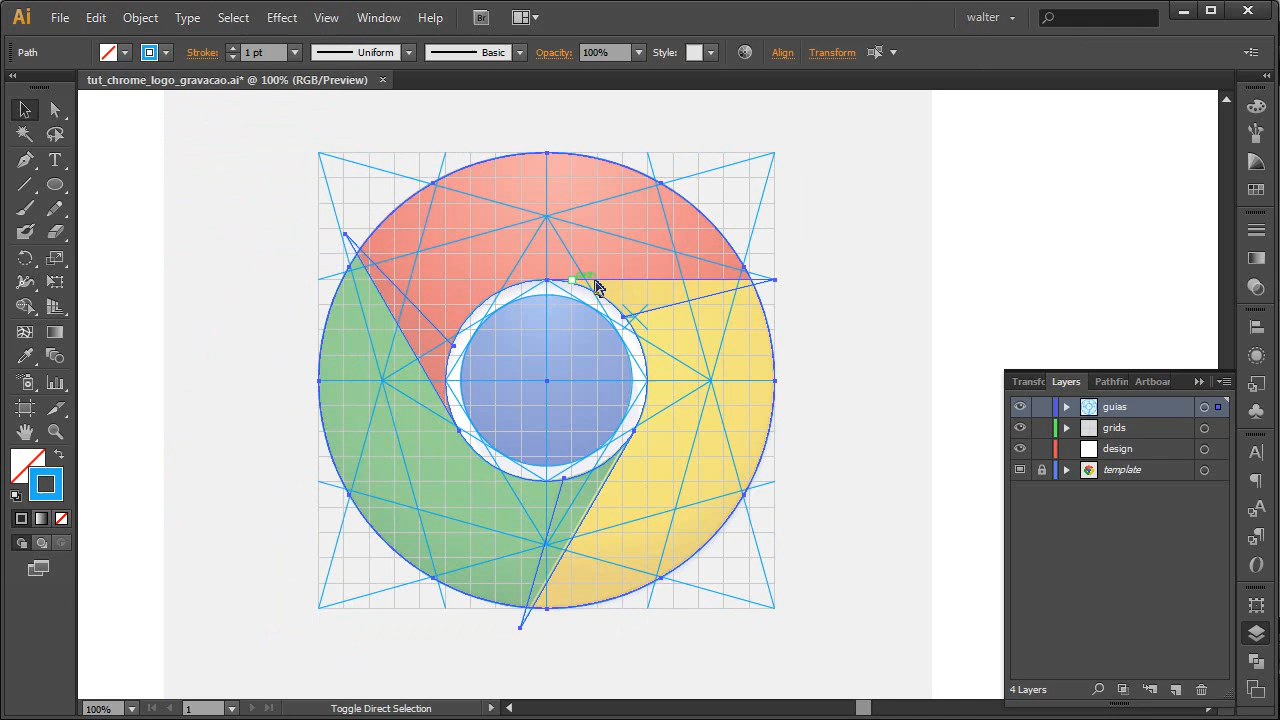 Ai File Edit Object Type Select Effect View Window Help Br walter
Path Stroke: 1 pt Uniform Basic Opacity: 100% Style: Align Transform
tut_chrome_logo_gravacao.ai* @ 100% (RGB/Preview) ×
Transfc Layers Pathfin Artboar
guias
grids
design
template
4 Layers
100% 1 Toggle Direct Selection